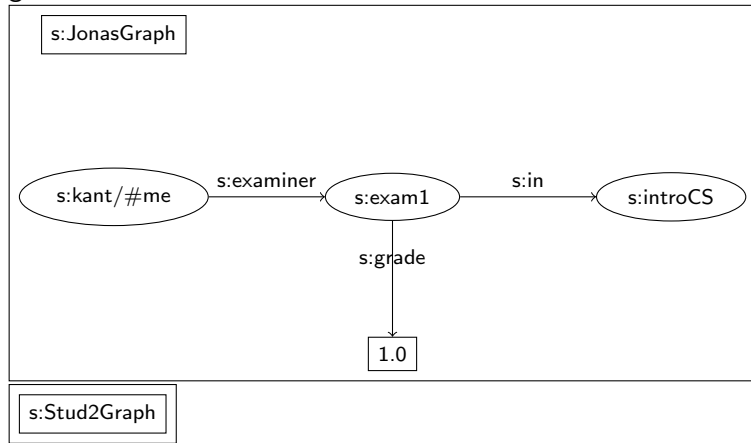 s:JonasGraph
s:examiner
s:in
s:kant/#me
s:exam1
s:introCS
s:grade
1.0
s:Stud2Graph